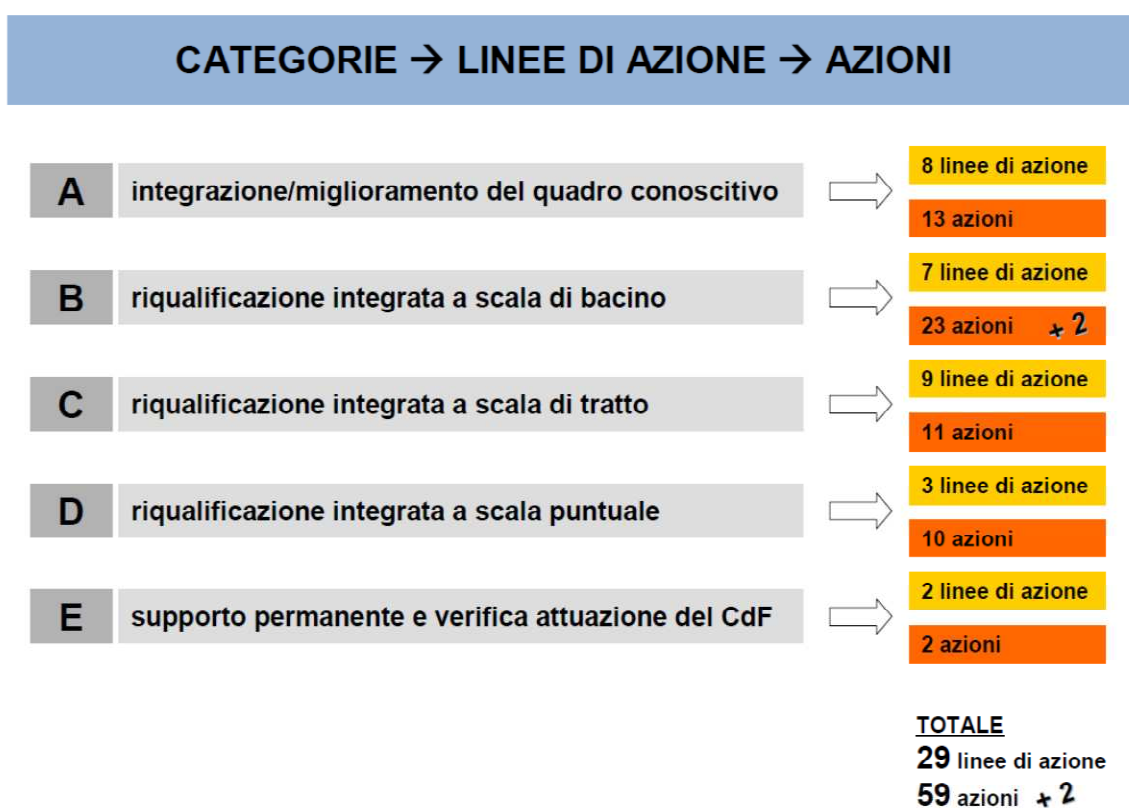 CATEGORIE → LINEE DI AZIONE → AZIONI
A
integrazione/miglioramento del quadro conoscitivo
8 linee di azione
13 azioni
B
riqualificazione integrata a scala di bacino
7 linee di azione
23 azioni + 2
C
riqualificazione integrata a scala di tratto
9 linee di azione
11 azioni
D
riqualificazione integrata a scala puntuale
3 linee di azione
10 azioni
E
supporto permanente e verifica attuazione del CdF
2 linee di azione
2 azioni
TOTALE
29 linee di azione
59 azioni + 2